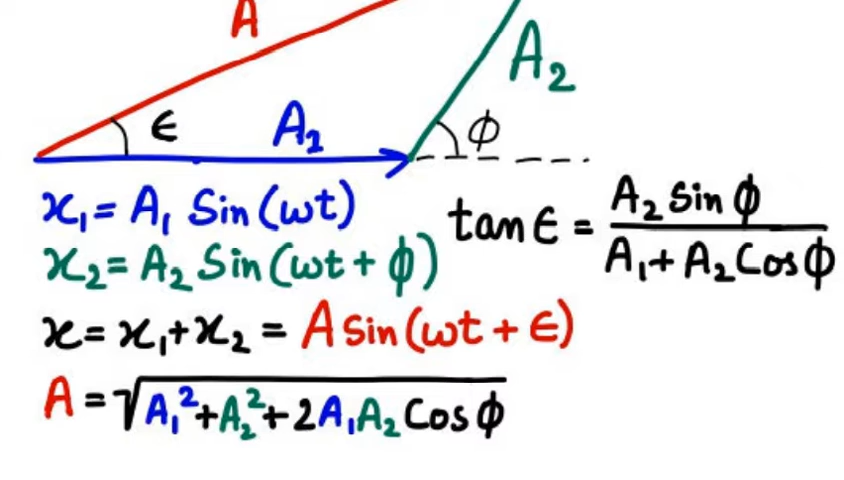 A
A₂
ϵ
A₂
ϕ
x₁ = A₁ Sin(ωt)
tan ϵ = A₂ Sin ϕ / A₁ + A₂ Cos ϕ
x₂ = A₂ Sin(ωt + ϕ)
x = x₁ + x₂ = A Sin(ωt + ϵ)
A = √A₁² + A₂² + 2A₁A₂ Cos ϕ